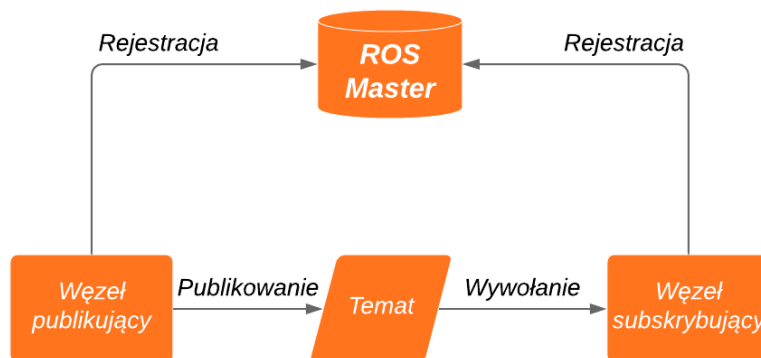 Rejestracja
ROS
Master
Rejestracja
Węzeł
publikujący
Publikowanie
Temat
Wywołanie
Węzeł
subskrybujący